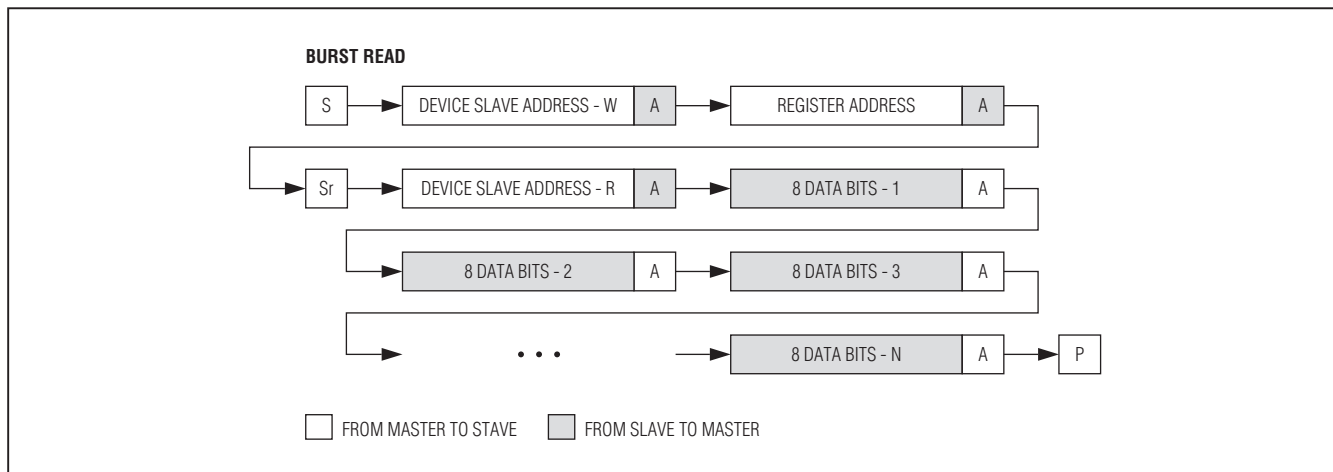 BURST READ
S DEVICE SLAVE ADDRESS - W A REGISTER ADDRESS A
Sr DEVICE SLAVE ADDRESS - R A 8 DATA BITS - 1 A
8 DATA BITS - 2 A 8 DATA BITS - 3 A
• • • 8 DATA BITS - N A P
FROM MASTER TO STAVE FROM SLAVE TO MASTER